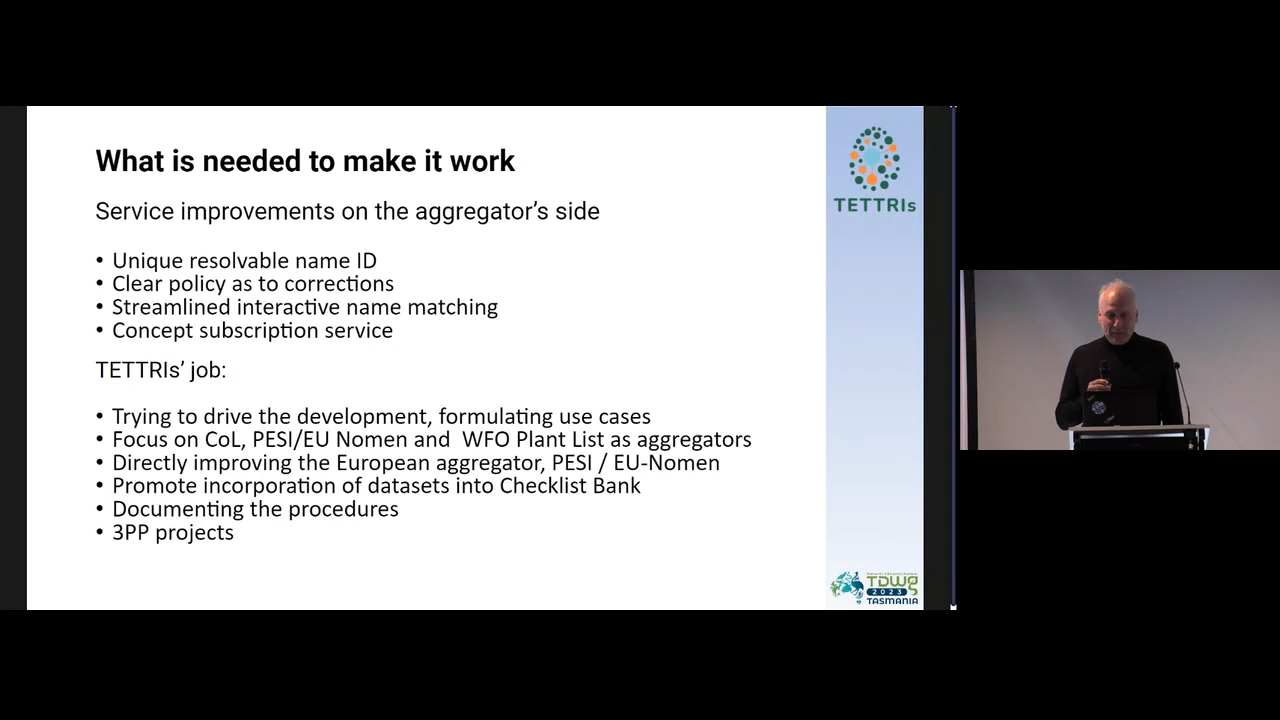 What is needed to make it work
Service improvements on the aggregator's side
• Unique resolvable name ID
• Clear policy as to corrections
• Streamlined interactive name matching
• Concept subscription service
TETTRIs' job:
• Trying to drive the development, formulating use cases
• Focus on CoL, PESI/EU Nomen and WFO Plant List as aggregators
• Directly improving the European aggregator, PESI / EU-Nomen
• Promote incorporation of datasets into Checklist Bank
• Documenting the procedures
• 3PP projects
TETTRIs
TDWG
2023
TASMANIA